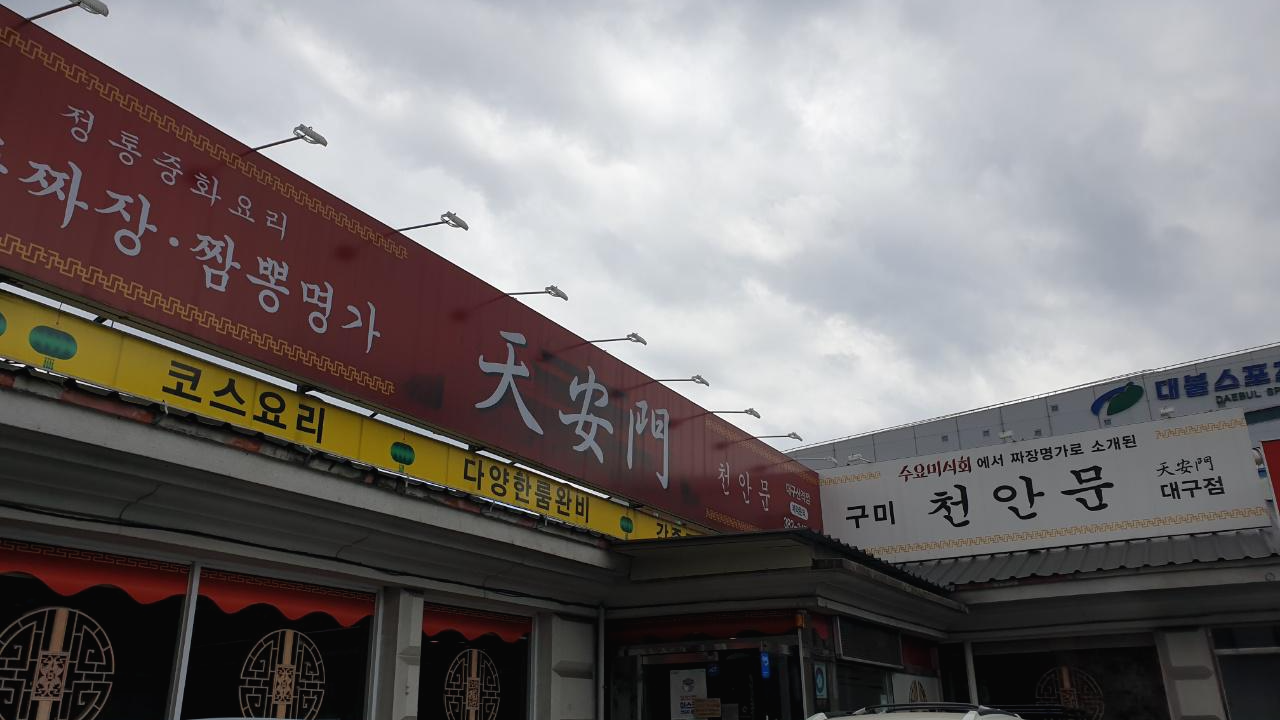 정통중화요리
짜장·짬뽕명가
天安門
천안문
코스요리
다양한룸완비
수요미식회에서 짜장명가로 소개된
구미 천안문
天安門
대구점
대불스포
DAEBUL